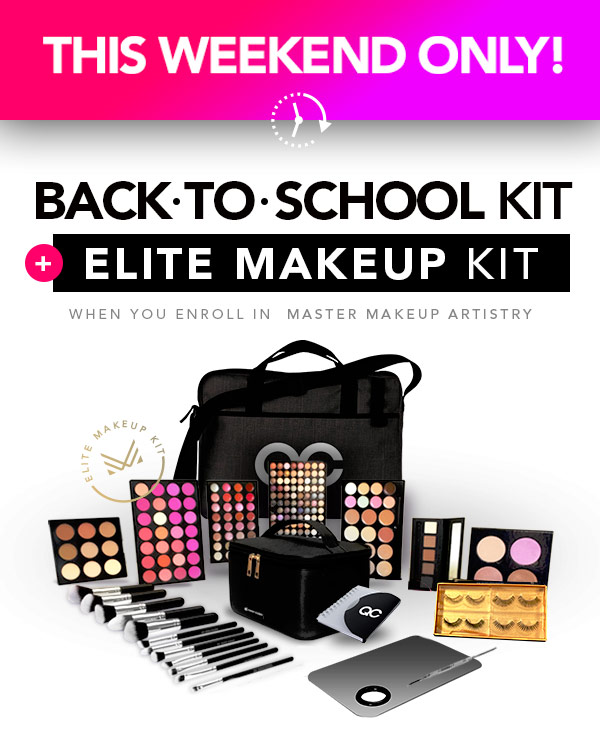 THIS WEEKEND ONLY!
BACK·TO·SCHOOL KIT
+ ELITE MAKEUP KIT
WHEN YOU ENROLL IN MASTER MAKEUP ARTISTRY
ELITE MAKEUP KIT
QC
QC